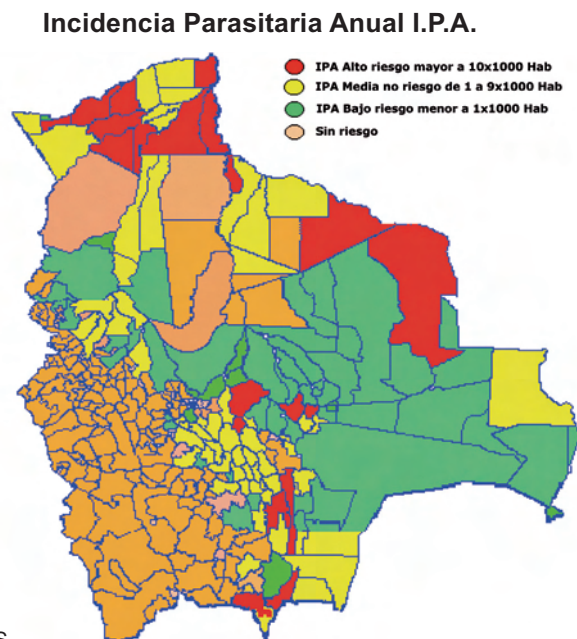 Incidencia Parasitaria Anual I.P.A.
IPA Alto riesgo mayor a 10x1000 Hab
IPA Media no riesgo de 1 a 9x1000 Hab
IPA Bajo riesgo menor a 1x1000 Hab
Sin riesgo
s